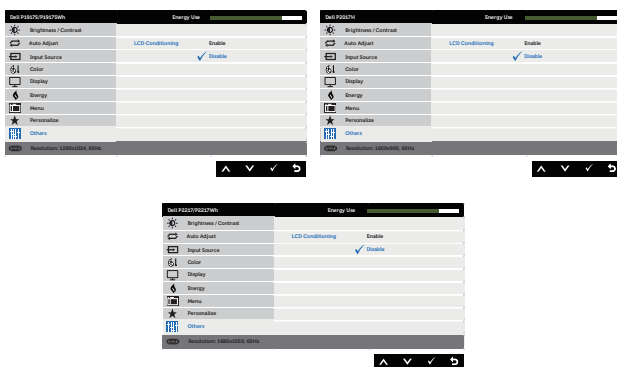 Dell P1917S/P1917SWh Energy Use
Brightness / Contrast
Auto Adjust LCD Conditioning Enable
Input Source Disable
Color
Display
Energy
Menu
Personalize
Others
Resolution: 1280x1024, 60Hz
Dell P2017H Energy Use
Brightness / Contrast
Auto Adjust LCD Conditioning Enable
Input Source Disable
Color
Display
Energy
Menu
Personalize
Others
Resolution: 1600x900, 60Hz
Dell P2217/P2217Wh Energy Use
Brightness / Contrast
Auto Adjust LCD Conditioning Enable
Input Source Disable
Color
Display
Energy
Menu
Personalize
Others
Resolution: 1680x1050, 60Hz